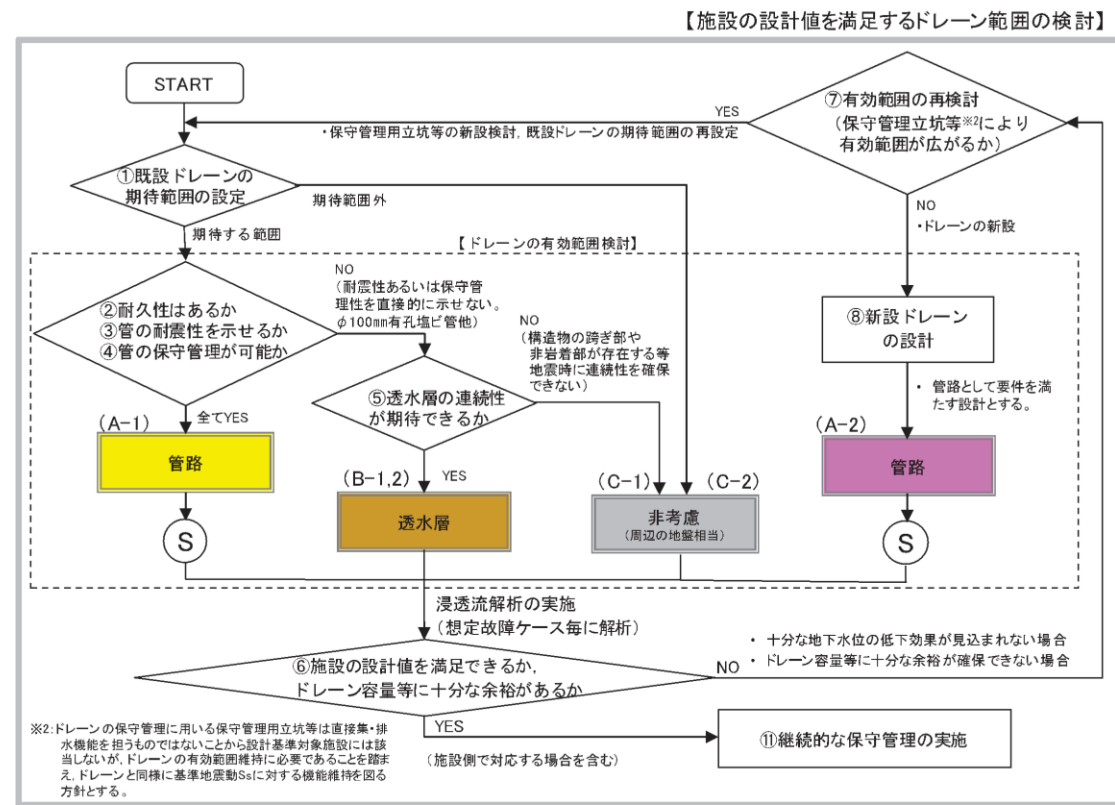 【施設の設計値を満足するドレーン範囲の検討】
START
⑦有効範囲の再検討
(保守管理立坑等※2により
有効範囲が広がるか)
YES
・保守管理用立坑等の新設検討, 既設ドレーンの期待範囲の再設定
①既設ドレーンの
期待範囲の設定
期待範囲外
期待する範囲
NO
・ドレーンの新設
【ドレーンの有効範囲検討】
②耐久性はあるか
③管の耐震性を示せるか
④管の保守管理が可能か
NO
(耐震性あるいは保守管
理性を直接的に示せない。
φ100mm有孔塩ビ管他)
NO
(構造物の跨ぎ部や
非岩着部が存在する等
地震時に連続性を確保
できない)
⑧新設ドレーン
の設計
⑤透水層の連続性
が期待できるか
・ 管路として要件を満
たす設計とする。
全てYES
(A-1)
管路
YES
(B-1,2)
透水層
(C-1)
(C-2)
非考慮
(周辺の地盤相当)
(A-2)
管路
S
S
浸透流解析の実施
(想定故障ケース毎に解析)
⑥施設の設計値を満足できるか,
ドレーン容量等に十分な余裕があるか
NO
・ 十分な地下水位の低下効果が見込まれない場合
・ ドレーン容量等に十分な余裕が確保できない場合
YES
(施設側で対応する場合を含む)
⑪継続的な保守管理の実施
※2:ドレーンの保守管理に用いる保守管理用立坑等は直接集・排
水機能を担うものではないことから設計基準対象施設には該
当しないが, ドレーンの有効範囲維持に必要であることを踏ま
え, ドレーンと同様に基準地震動Ssに対する機能維持を図る
方針とする。